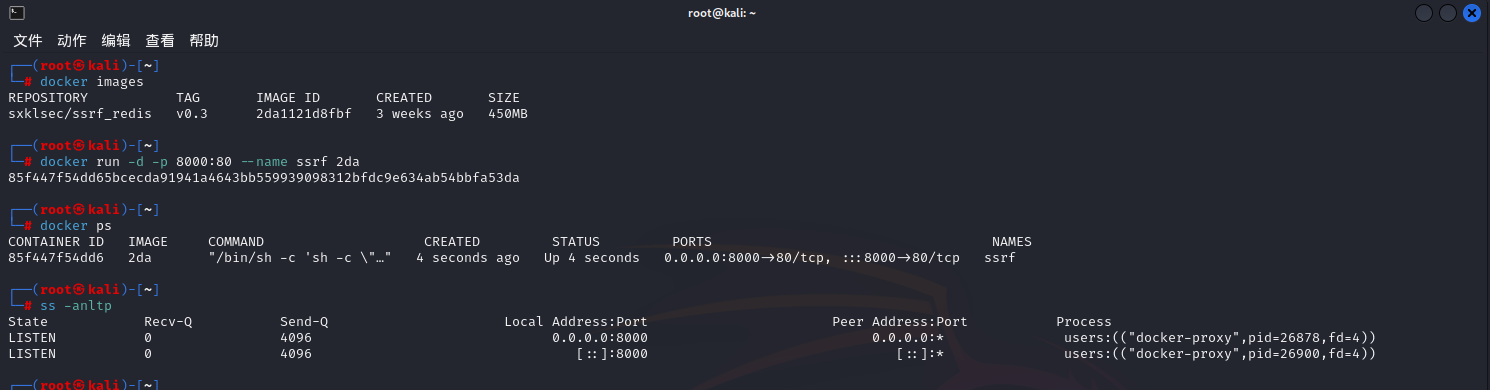 root@kali: ~
文件 动作 编辑 查看 帮助
┌──(root㉿kali)-[~]
└─# docker images
REPOSITORY TAG IMAGE ID CREATED SIZE
sxklsec/ssrf_redis v0.3 2da1121d8fbf 3 weeks ago 450MB
┌──(root㉿kali)-[~]
└─# docker run -d -p 8000:80 --name ssrf 2da
85f447f54dd65bcecda91941a4643bb559939098312bfdc9e634ab54bbfa53da
┌──(root㉿kali)-[~]
└─# docker ps
CONTAINER ID IMAGE COMMAND CREATED STATUS PORTS NAMES
85f447f54dd6 2da "/bin/sh -c 'sh -c \"…" 4 seconds ago Up 4 seconds 0.0.0.0:8000->80/tcp, :::8000->80/tcp ssrf
┌──(root㉿kali)-[~]
└─# ss -anltp
State Recv-Q Send-Q Local Address:Port Peer Address:Port Process
LISTEN 0 4096 0.0.0.0:8000 0.0.0.0:* users:(("docker-proxy",pid=26878,fd=4))
LISTEN 0 4096 [::]:8000 [::]:* users:(("docker-proxy",pid=26900,fd=4))
┌──(root㉿kali)-[~]